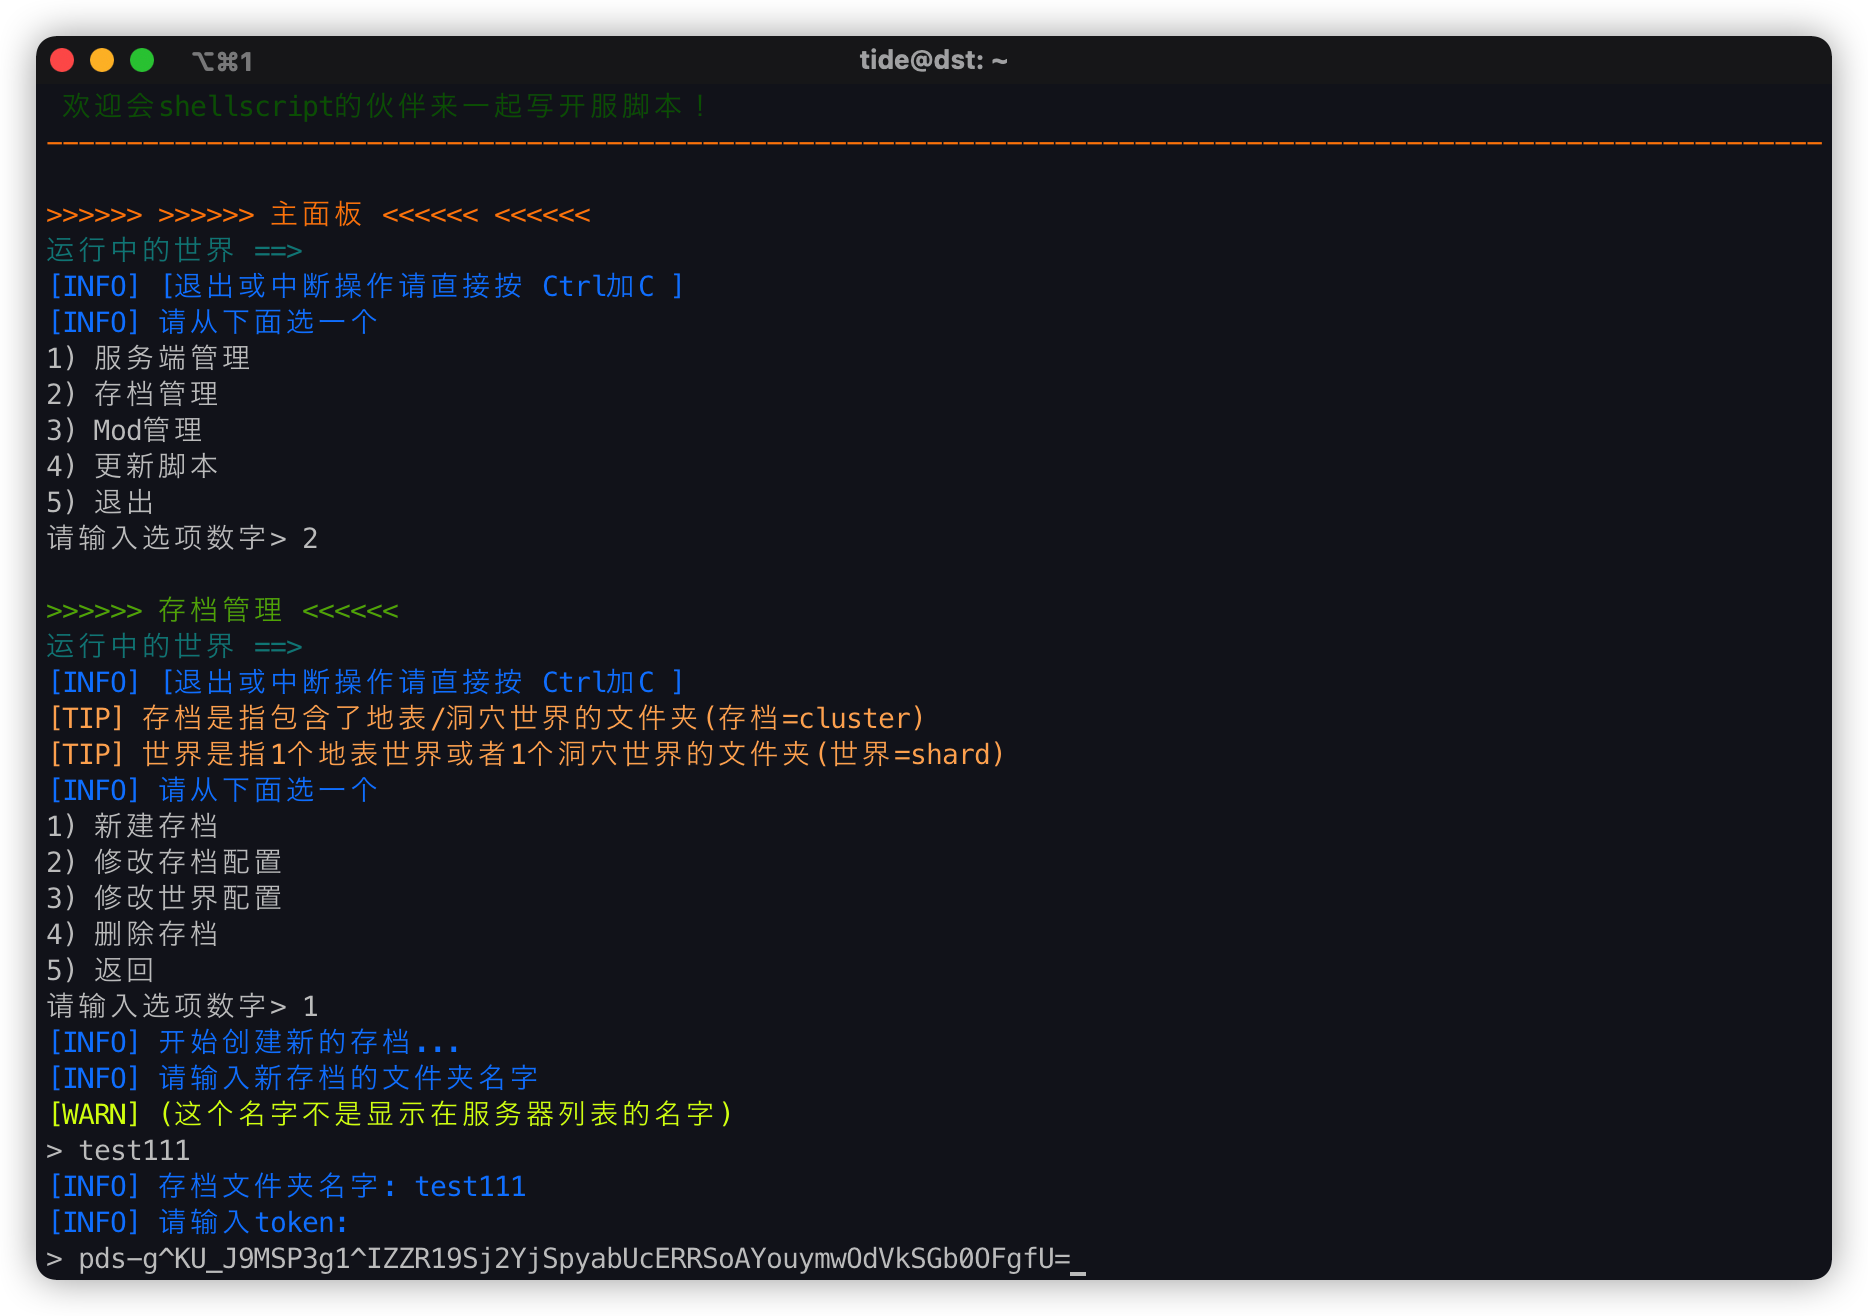 ⌥⌘1
tide@dst: ~
欢迎会shellscript的伙伴来一起写开服脚本！
--------------------------------------------------------------------------------------------------------------
>>>>>> >>>>>> 主面板 <<<<<< <<<<<<
运行中的世界 ==>
[INFO] [退出或中断操作请直接按 Ctrl加C ]
[INFO] 请从下面选一个
1) 服务端管理
2) 存档管理
3) Mod管理
4) 更新脚本
5) 退出
请输入选项数字> 2
>>>>>> 存档管理 <<<<<<
运行中的世界 ==>
[INFO] [退出或中断操作请直接按 Ctrl加C ]
[TIP] 存档是指包含了地表/洞穴世界的文件夹(存档=cluster)
[TIP] 世界是指1个地表世界或者1个洞穴世界的文件夹(世界=shard)
[INFO] 请从下面选一个
1) 新建存档
2) 修改存档配置
3) 修改世界配置
4) 删除存档
5) 返回
请输入选项数字> 1
[INFO] 开始创建新的存档...
[INFO] 请输入新存档的文件夹名字
[WARN] (这个名字不是显示在服务器列表的名字)
> test111
[INFO] 存档文件夹名字: test111
[INFO] 请输入token:
> pds-g^KU_J9MSP3g1^IZZR19Sj2YjSpyabUcERRSoAYouymwOdVkSGb0OFgfU=_